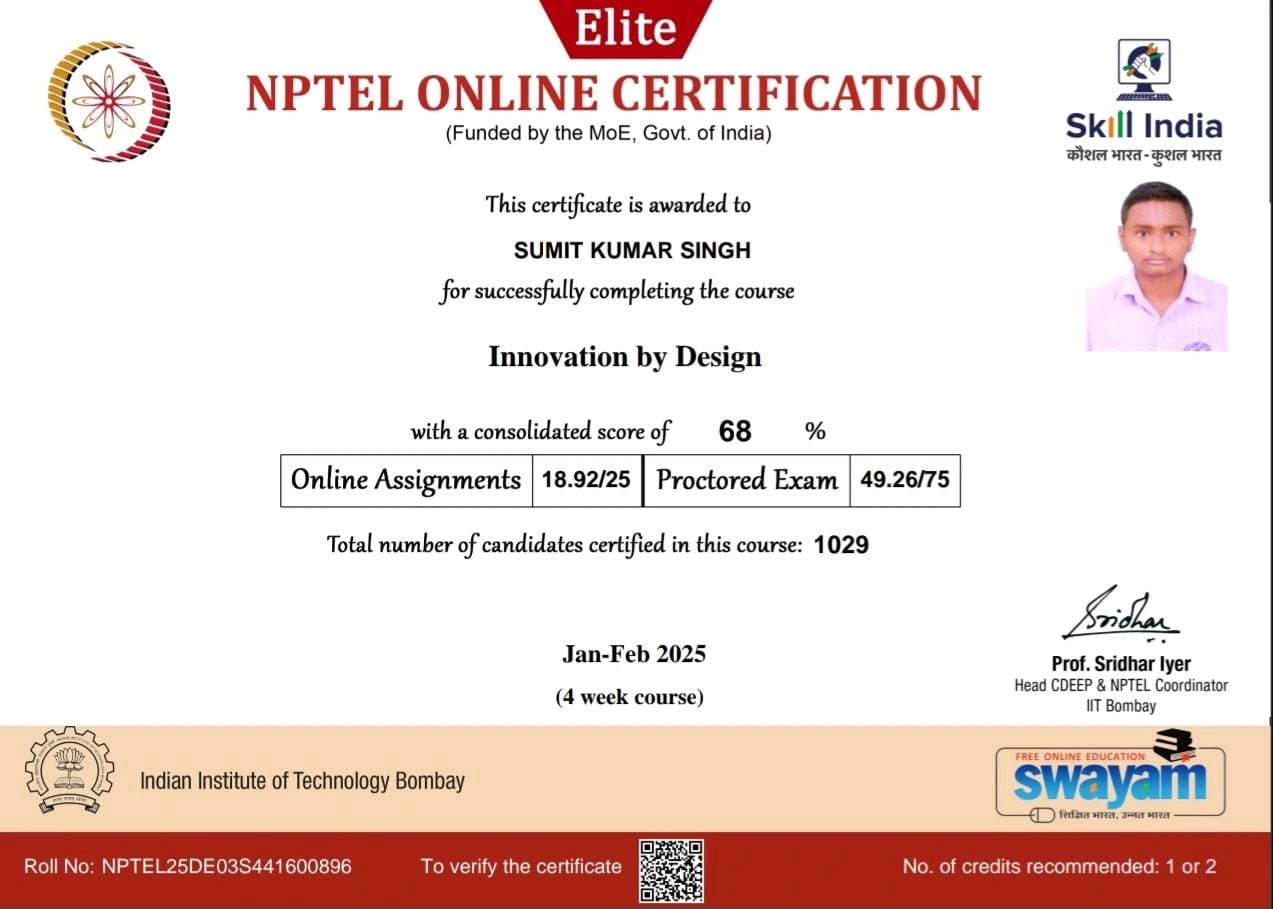 Elite
NPTEL ONLINE CERTIFICATION
(Funded by the MoE, Govt. of India)
Skill India
कौशल भारत - कुशल भारत
This certificate is awarded to
SUMIT KUMAR SINGH
for successfully completing the course
Innovation by Design
with a consolidated score of 68 %
Online Assignments 18.92/25 Proctored Exam 49.26/75
Total number of candidates certified in this course: 1029
Jan-Feb 2025
(4 week course)
Sridhar
Prof. Sridhar Iyer
Head CDEEP & NPTEL Coordinator
IIT Bombay
Indian Institute of Technology Bombay
FREE ONLINE EDUCATION
swayam
शिक्षित भारत, उन्नत भारत
Roll No: NPTEL25DE03S441600896
To verify the certificate
No. of credits recommended: 1 or 2